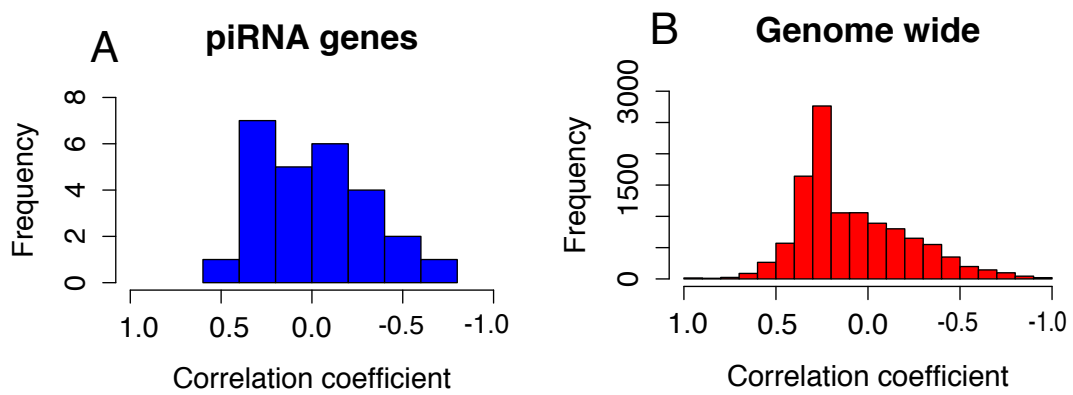 A
piRNA genes
Frequency
8
6
4
2
0
1.0 0.5 0.0 -0.5 -1.0
Correlation coefficient
B
Genome wide
Frequency
3000
1500
0
1.0 0.5 0.0 -0.5 -1.0
Correlation coefficient